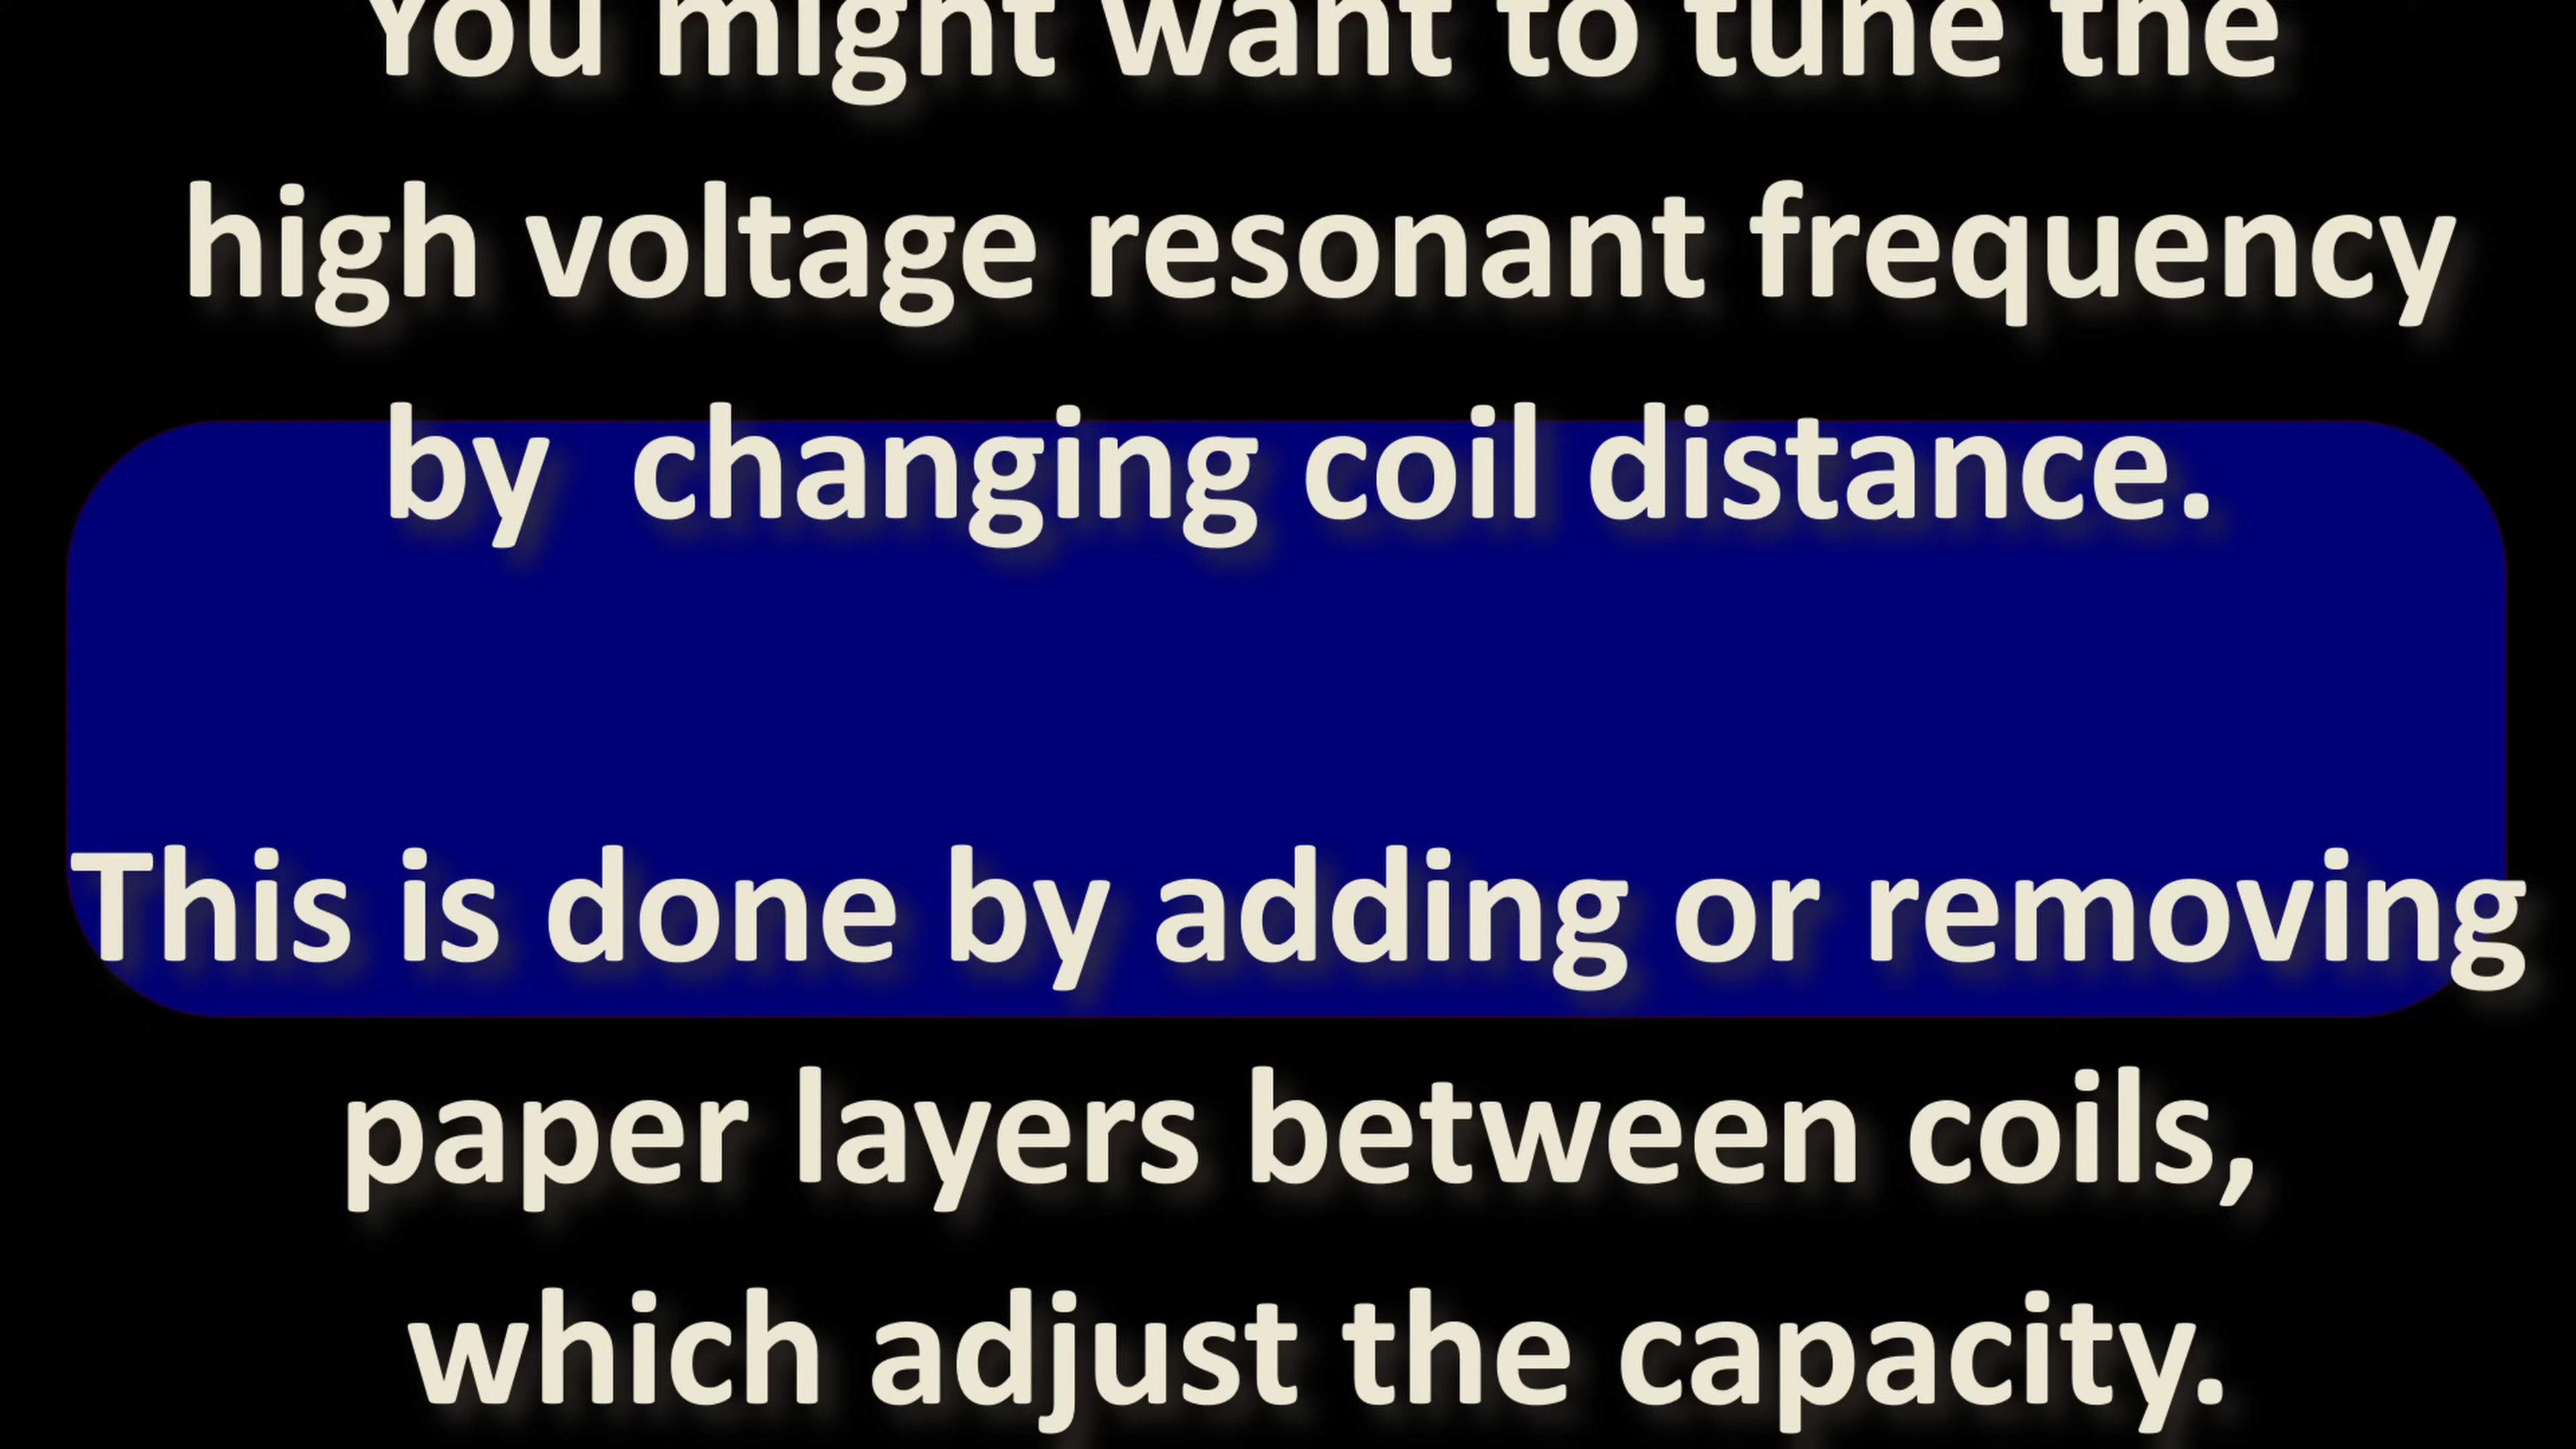 You might want to tune the
high voltage resonant frequency
by  changing coil distance.
This is done by adding or removing
paper layers between coils,
which adjust the capacity.